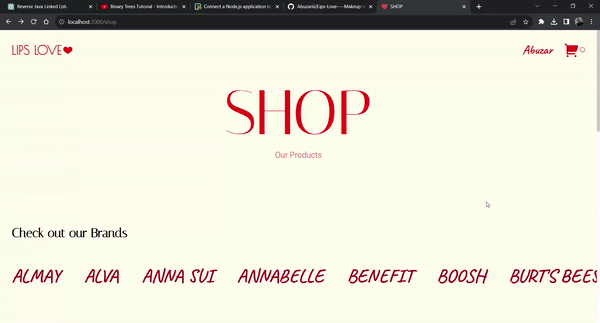 Reverse Java Linked List.
Binary Trees Tutorial - Introductio
Connect a Node.js application to
Abuzarii/Lips-Love----Makeup-
SHOP
localhost:3000/shop
LIPS LOVE
Abuzar
0
SHOP
Our Products
Check out our Brands
ALMAY ALVA ANNA SUI ANNABELLE BENEFIT BOOSH BURT'S BEES